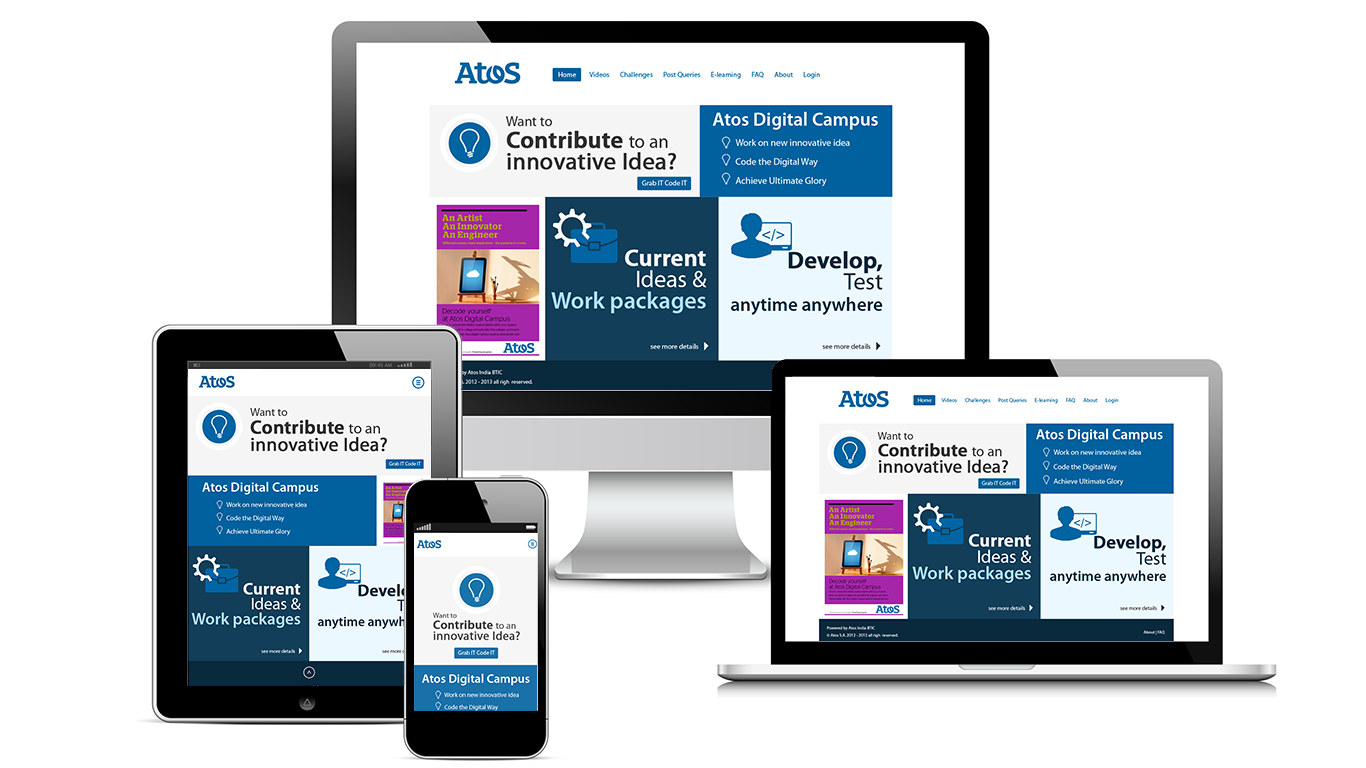 Atos
Home Videos Challenges Post Queries E-learning FAQ About Login
Want to
Contribute to an
innovative Idea?
Grab IT Code IT
Atos Digital Campus
Work on new innovative idea
Code the Digital Way
Achieve Ultimate Glory
An Artist
An Innovator
An Engineer
Decode yourself
at Atos Digital Campus
Atos
Current
Ideas &
Work packages
see more details
Develop,
Test
anytime anywhere
see more details
by Atos India BTIC
2012 - 2013 all righ reserved.
Atos
Want to
Contribute to an
innovative Idea?
Grab IT Code IT
Atos Digital Campus
Work on new innovative idea
Code the Digital Way
Achieve Ultimate Glory
An Artist
An Innovator
An Engineer
Current
Ideas &
Work packages
see more details
Develo
T
anytime anywh
see more
Atos
Want to
Contribute to an
innovative Idea?
Grab IT Code IT
Atos Digital Campus
Work on new innovative idea
Code the Digital Way
Atos
Home Videos Challenges Post Queries E-learning FAQ About Login
Want to
Contribute to an
innovative Idea?
Grab IT Code IT
Atos Digital Campus
Work on new innovative idea
Code the Digital Way
Achieve Ultimate Glory
An Artist
An Innovator
An Engineer
Decode yourself
at Atos Digital Campus
Atos
Current
Ideas &
Work packages
see more details
Develop,
Test
anytime anywhere
see more details
Powered by Atos India BTIC
© Atos S.A. 2012 - 2013 all righ reserved.
About | FAQ